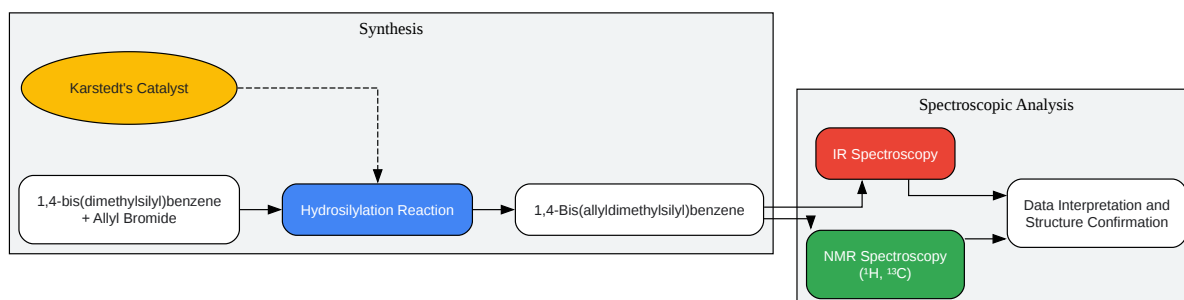 Synthesis
Karstedt's Catalyst
1,4-bis(dimethylsilyl)benzene
+ Allyl Bromide
Hydrosilylation Reaction
1,4-Bis(allyldimethylsilyl)benzene
Spectroscopic Analysis
IR Spectroscopy
NMR Spectroscopy
(¹H, ¹³C)
Data Interpretation and
Structure Confirmation